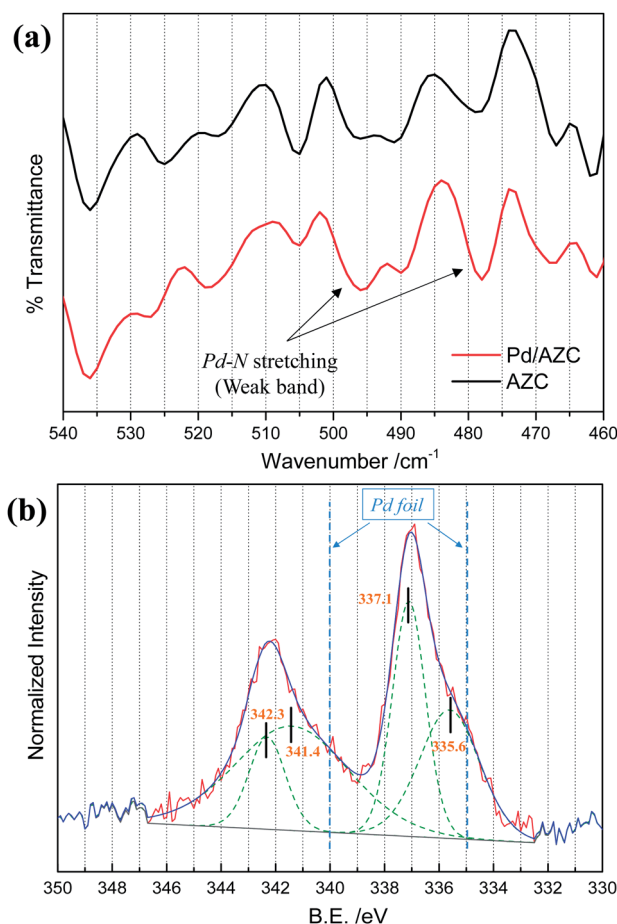 (a)
% Transmittance
Pd-N stretching
(Weak band)
Pd/AZC
AZC
540 530 520 510 500 490 480 470 460
Wavenumber /cm⁻¹
(b)
Pd foil
Normalized Intensity
337.1
342.3
341.4
335.6
350 348 346 344 342 340 338 336 334 332 330
B.E. /eV